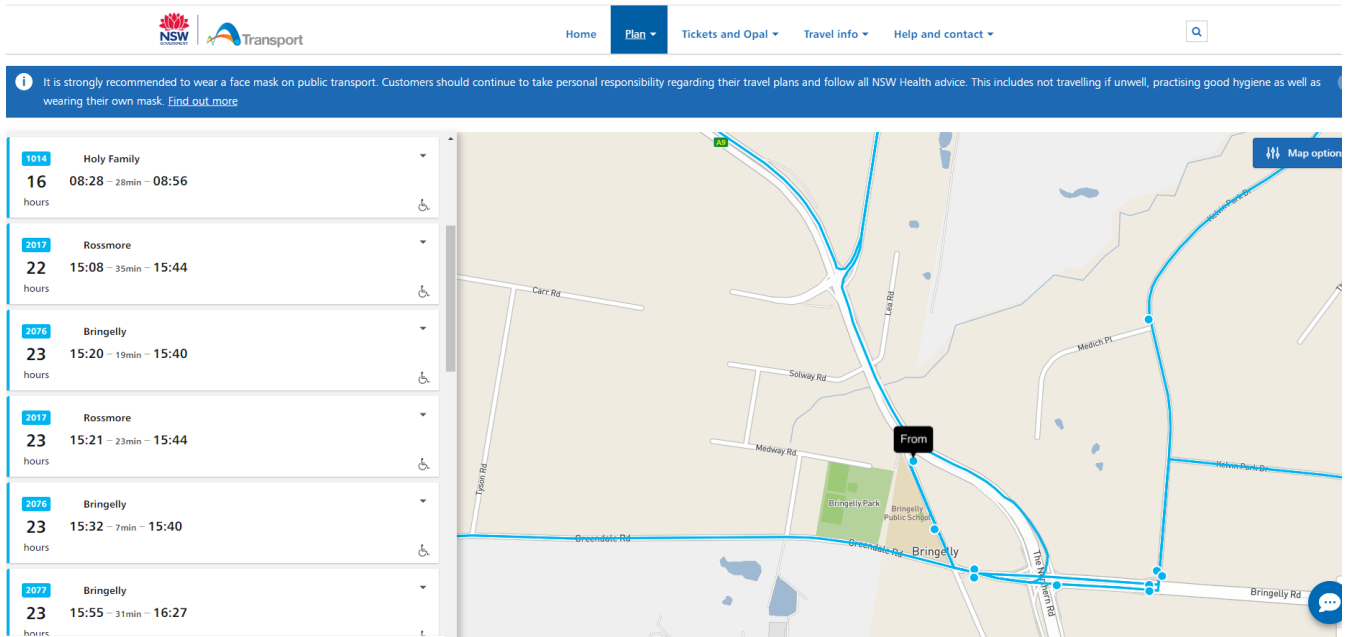 NSW
GOVERNMENT
Transport
Home
Plan
Tickets and Opal
Travel info
Help and contact
It is strongly recommended to wear a face mask on public transport. Customers should continue to take personal responsibility regarding their travel plans and follow all NSW Health advice. This includes not travelling if unwell, practising good hygiene as well as
wearing their own mask. Find out more
1014 Holy Family
16 08:28 – 28min – 08:56
hours
2017 Rossmore
22 15:08 – 35min – 15:44
hours
2076 Bringelly
23 15:20 – 19min – 15:40
hours
2017 Rossmore
23 15:21 – 23min – 15:44
hours
2076 Bringelly
23 15:32 – 7min – 15:40
hours
2077 Bringelly
23 15:55 – 31min – 16:27
hours
A9
Map option
Kelvin Park Dr
Carr Rd
Lea Rd
Medich Pl
Solway Rd
From
Medway Rd
Kelvin Park Dr
Tyson Rd
Bringelly Park
Bringelly
Public School
Greendale Rd
Greendale Rd
Bringelly
The Northern Rd
Bringelly Rd